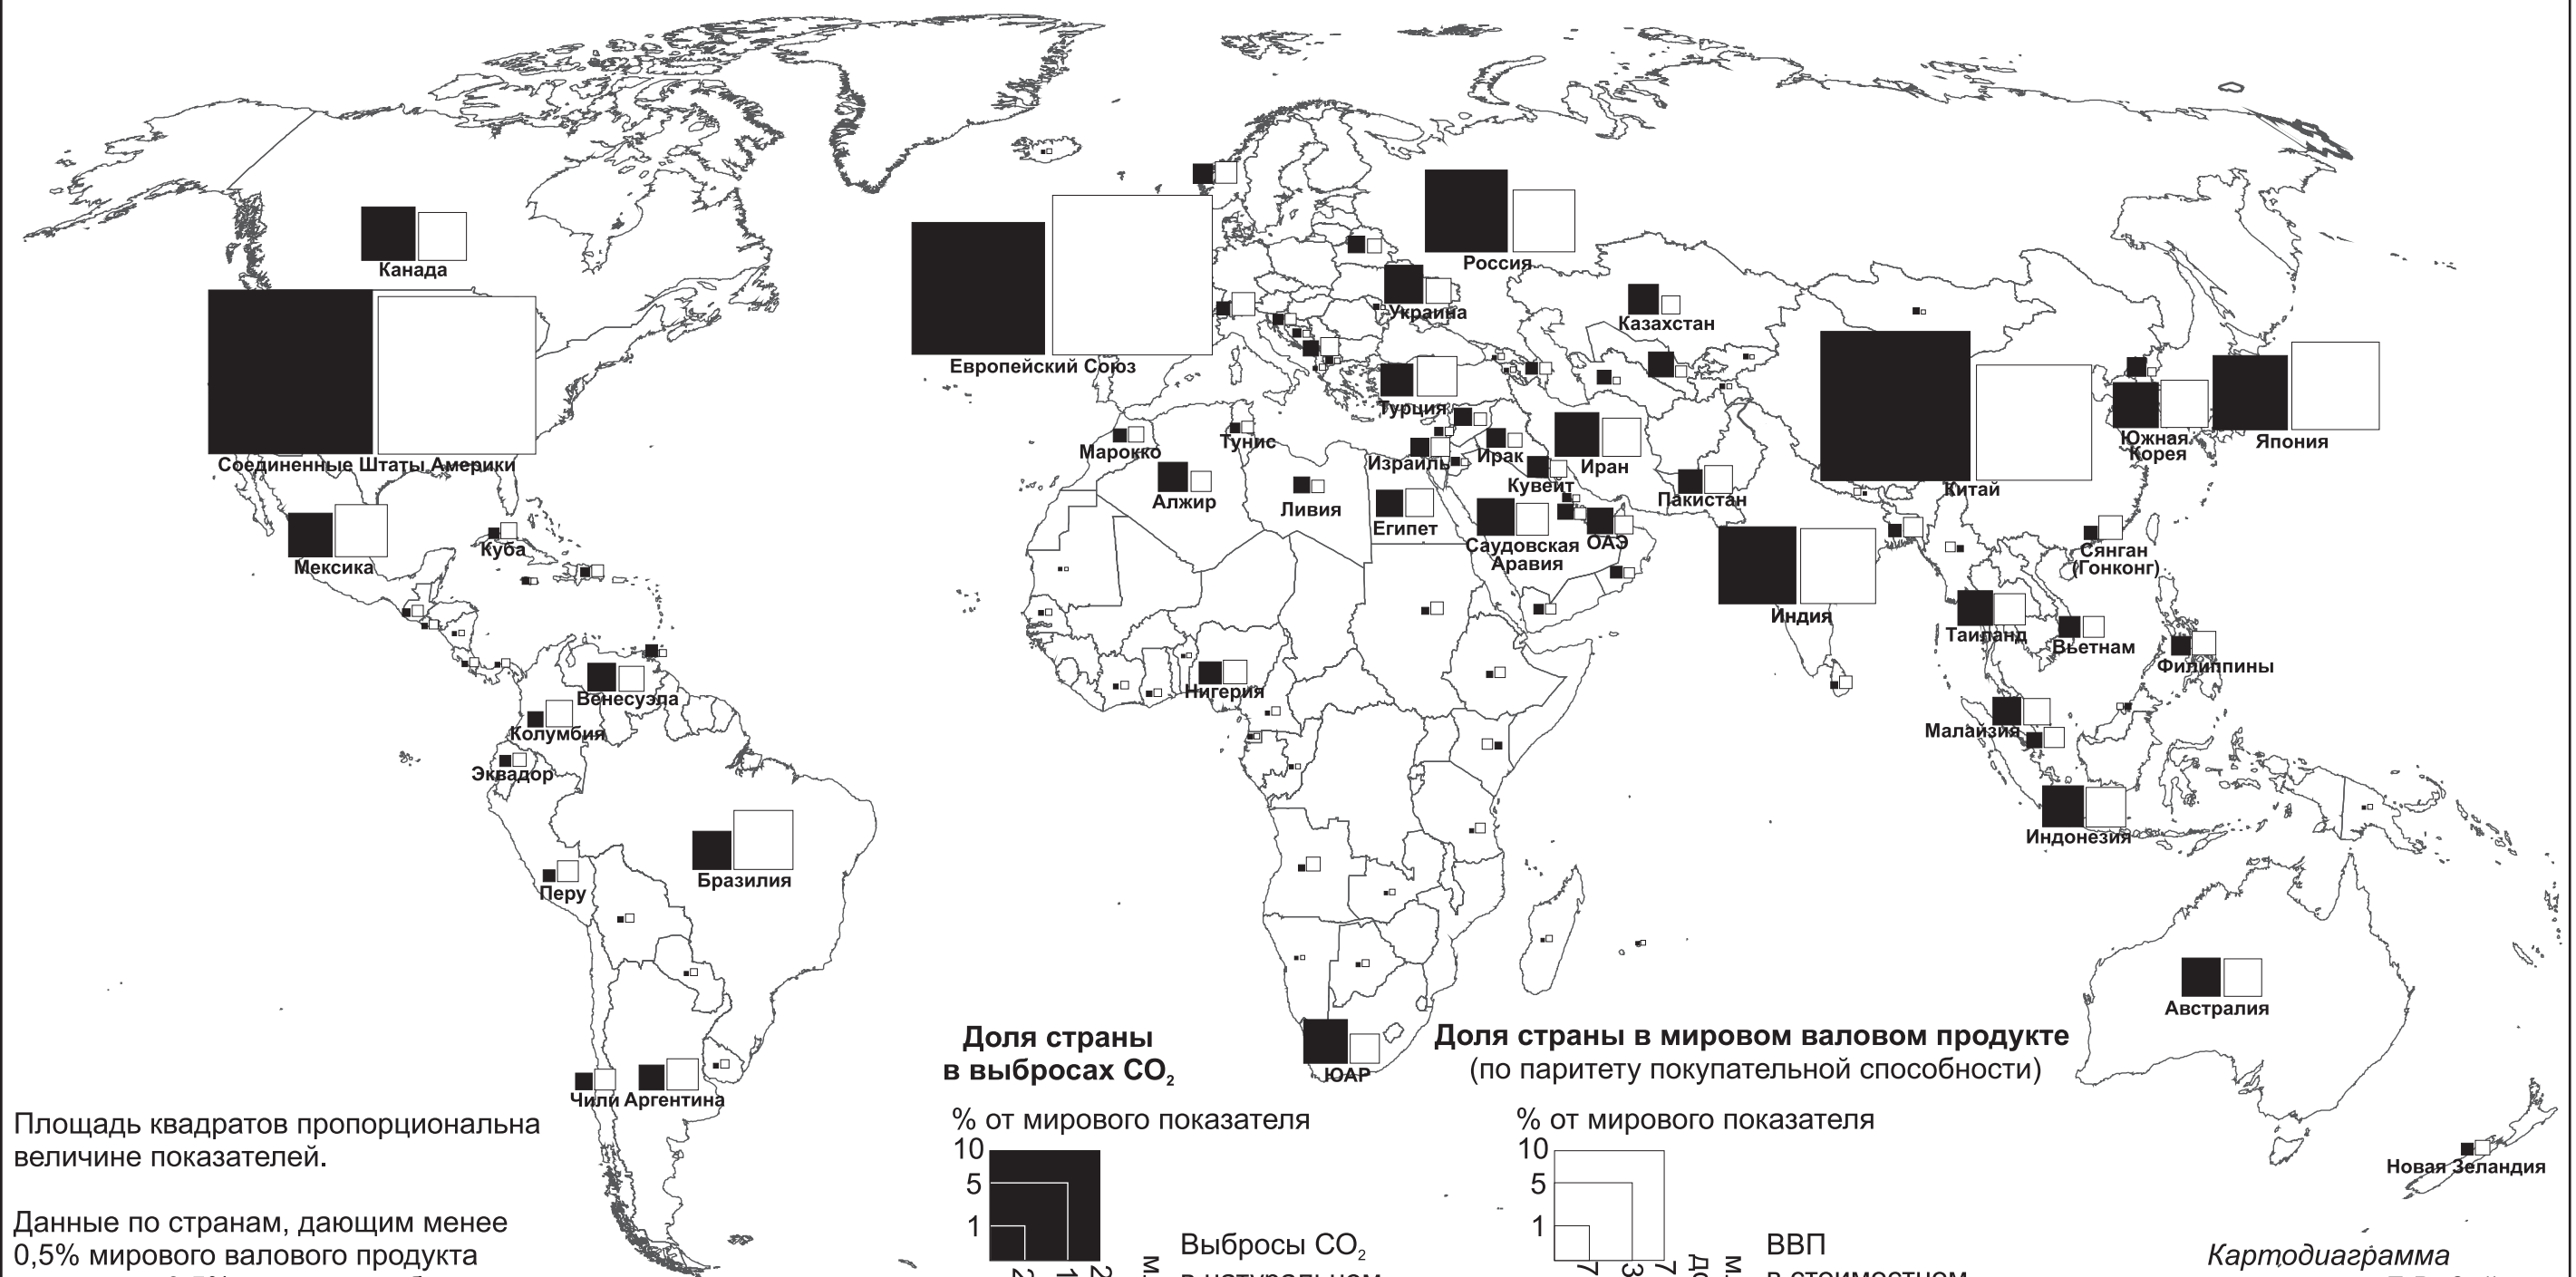 Канада
Россия
Украина
Казахстан
Европейский Союз
Соединенные Штаты Америки
Турция
Южная
Корея
Япония
Марокко
Тунис
Израиль
Ирак
Иран
Китай
Алжир
Ливия
Египет
Кувейт
Пакистан
Саудовская
Аравия
ОАЭ
Мексика
Куба
Сянган
(Гонконг)
Индия
Таиланд
Вьетнам
Филиппины
Венесуэла
Нигерия
Колумбия
Малайзия
Эквадор
Индонезия
Бразилия
Перу
Австралия
ЮАР
Чили
Аргентина
Новая Зеландия
Площадь квадратов пропорциональна
величине показателей.
Данные по странам, дающим менее
0,5% мирового валового продукта
Доля страны
в выбросах CO₂
% от мирового показателя
10
5
1
Выбросы CO₂
Доля страны в мировом валовом продукте
(по паритету покупательной способности)
% от мирового показателя
10
5
1
ВВП
Картодиаграмма